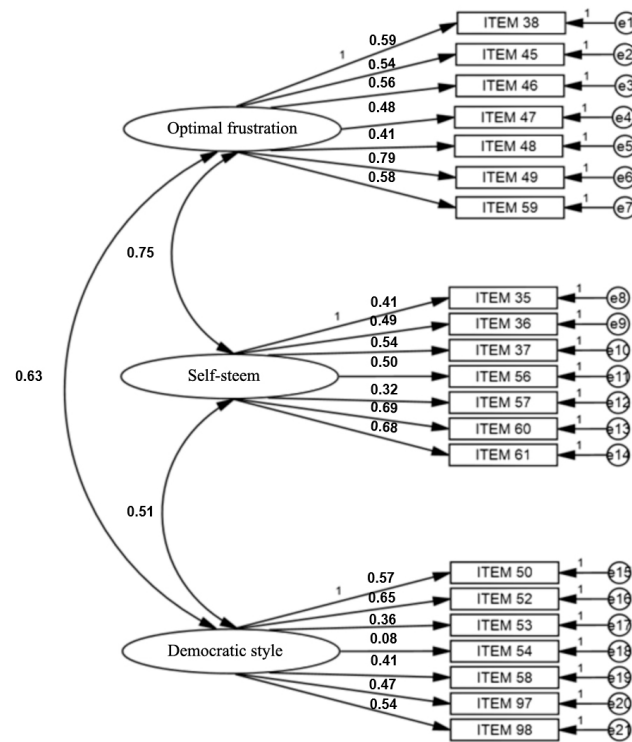 0.59
1
ITEM 38
1
e1
0.54
ITEM 45
1
e2
0.56
ITEM 46
1
e3
0.48
ITEM 47
1
e4
Optimal frustration
0.41
ITEM 48
1
e5
0.79
ITEM 49
1
e6
0.58
ITEM 59
1
e7
0.75
0.41
1
ITEM 35
1
e8
0.49
ITEM 36
1
e9
0.54
ITEM 37
1
e10
0.63
Self-steem
0.50
ITEM 56
1
e11
0.32
ITEM 57
1
e12
0.69
ITEM 60
1
e13
0.68
ITEM 61
1
e14
0.51
0.57
1
ITEM 50
1
e15
0.65
ITEM 52
1
e16
0.36
ITEM 53
1
e17
Democratic style
0.08
ITEM 54
1
e18
0.41
ITEM 58
1
e19
0.47
ITEM 97
1
e20
0.54
ITEM 98
1
e21